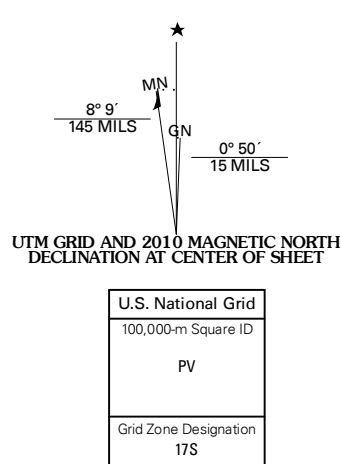 ★
MN
8° 9´
145 MILS
GN
0° 50´
15 MILS
UTM GRID AND 2010 MAGNETIC NORTH
DECLINATION AT CENTER OF SHEET
U.S. National Grid
100,000-m Square ID
PV
Grid Zone Designation
17S